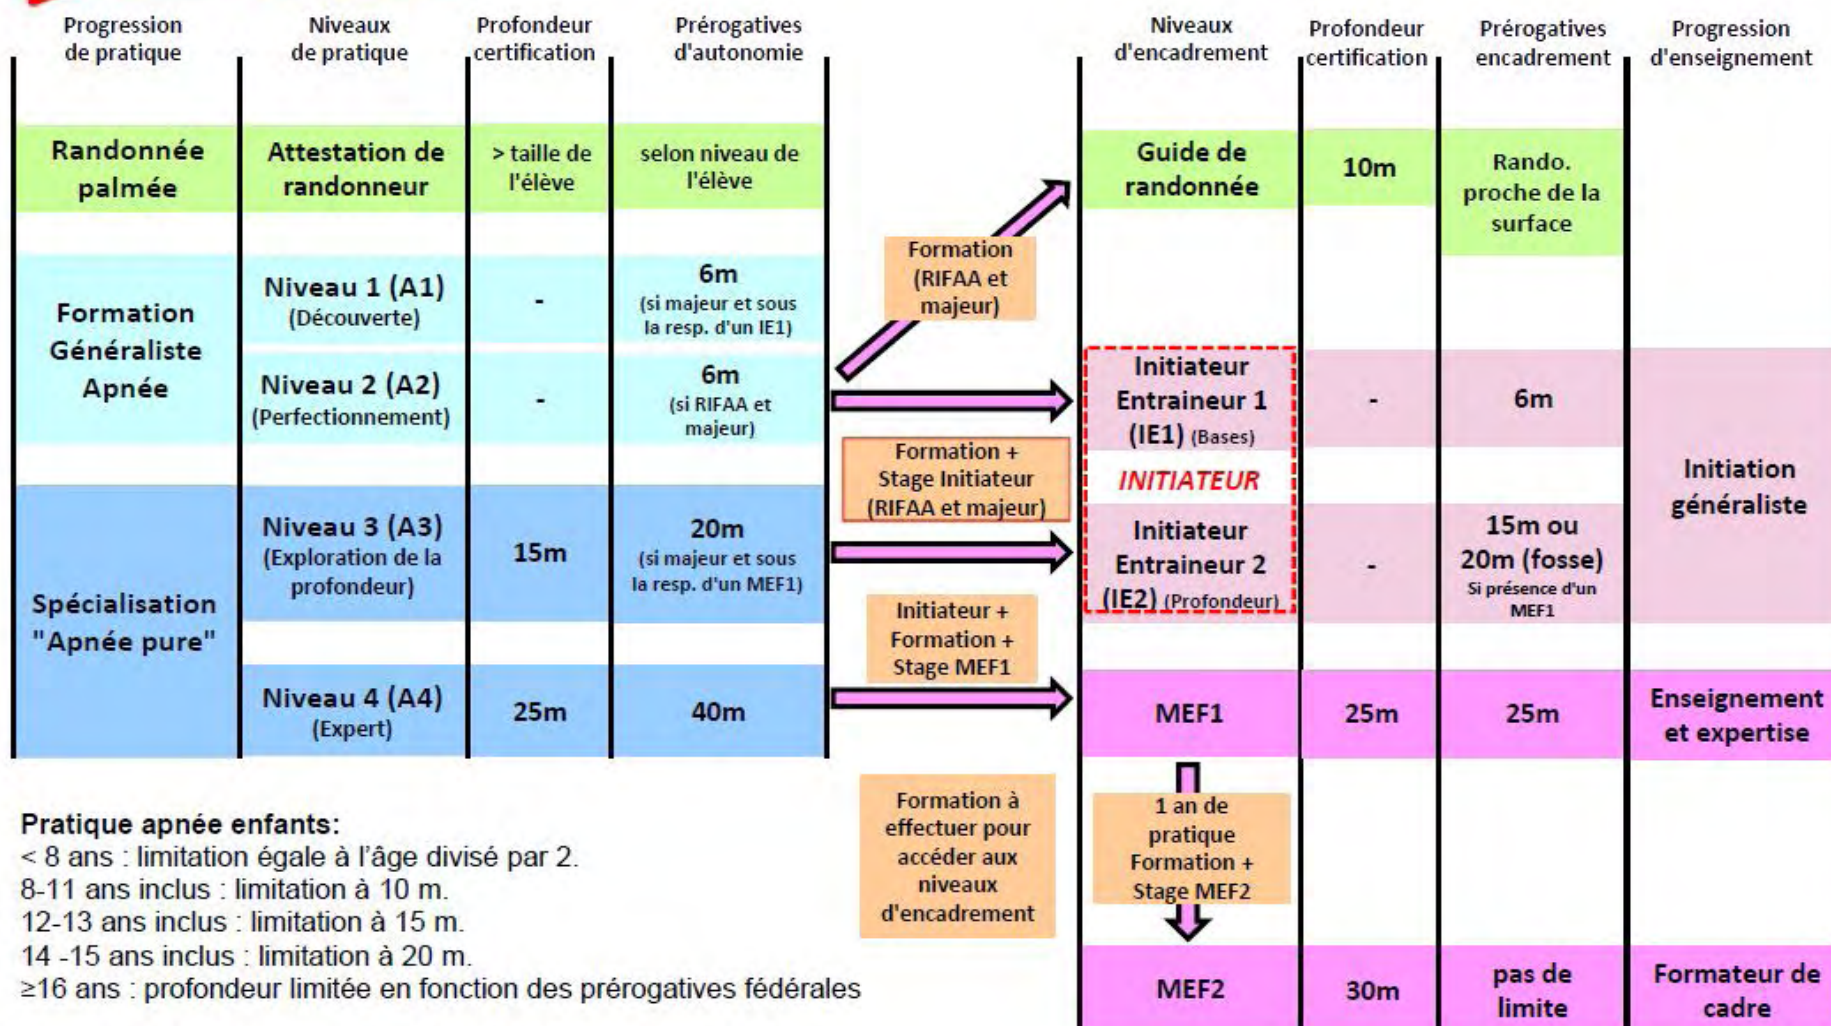 Progression
de pratique
Niveaux
de pratique
Profondeur
certification
Prérogatives
d'autonomie
Niveaux
d'encadrement
Profondeur
certification
Prérogatives
encadrement
Progression
d'enseignement
Randonnée
palmée
Attestation de
randonneur
> taille de
l'élève
selon niveau de
l'élève
Guide de
randonnée
10m
Rando.
proche de la
surface
Formation
Généraliste
Apnée
Niveau 1 (A1)
(Découverte)
-
6m
(si majeur et sous
la resp. d'un IE1)
Niveau 2 (A2)
(Perfectionnement)
-
6m
(si RIFAA et
majeur)
Formation
(RIFAA et
majeur)
Initiateur
Entraineur 1
(IE1) (Bases)
-
6m
Formation +
Stage Initiateur
(RIFAA et majeur)
INITIATEUR
Initiation
généraliste
Spécialisation
"Apnée pure"
Niveau 3 (A3)
(Exploration de la
profondeur)
15m
20m
(si majeur et sous
la resp. d'un MEF1)
Initiateur
Entraineur 2
(IE2) (Profondeur)
-
15m ou
20m (fosse)
Si présence d'un
MEF1
Initiateur +
Formation +
Stage MEF1
Niveau 4 (A4)
(Expert)
25m
40m
MEF1
25m
25m
Enseignement
et expertise
Formation à
effectuer pour
accéder aux
niveaux
d'encadrement
1 an de
pratique
Formation +
Stage MEF2
MEF2
30m
pas de
limite
Formateur de
cadre
Pratique apnée enfants:
< 8 ans : limitation égale à l'âge divisé par 2.
8-11 ans inclus : limitation à 10 m.
12-13 ans inclus : limitation à 15 m.
14 -15 ans inclus : limitation à 20 m.
≥16 ans : profondeur limitée en fonction des prérogatives fédérales